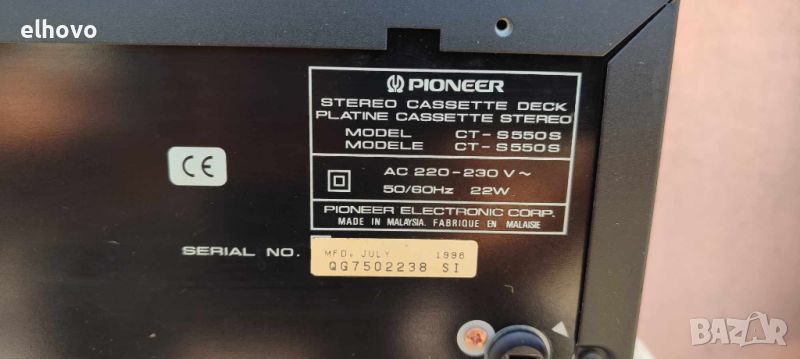 elhovo
PIONEER
STEREO CASSETTE DECK
PLATINE CASSETTE STEREO
MODEL CT-S550S
MODELE CT-S550S
CE
AC 220-230 V~
50/60Hz 22W
PIONEER ELECTRONIC CORP.
MADE IN MALAYSIA. FABRIQUE EN MALAISIE
SERIAL NO.
MFD. JULY 1996
QG7502238 SI
BAZAR